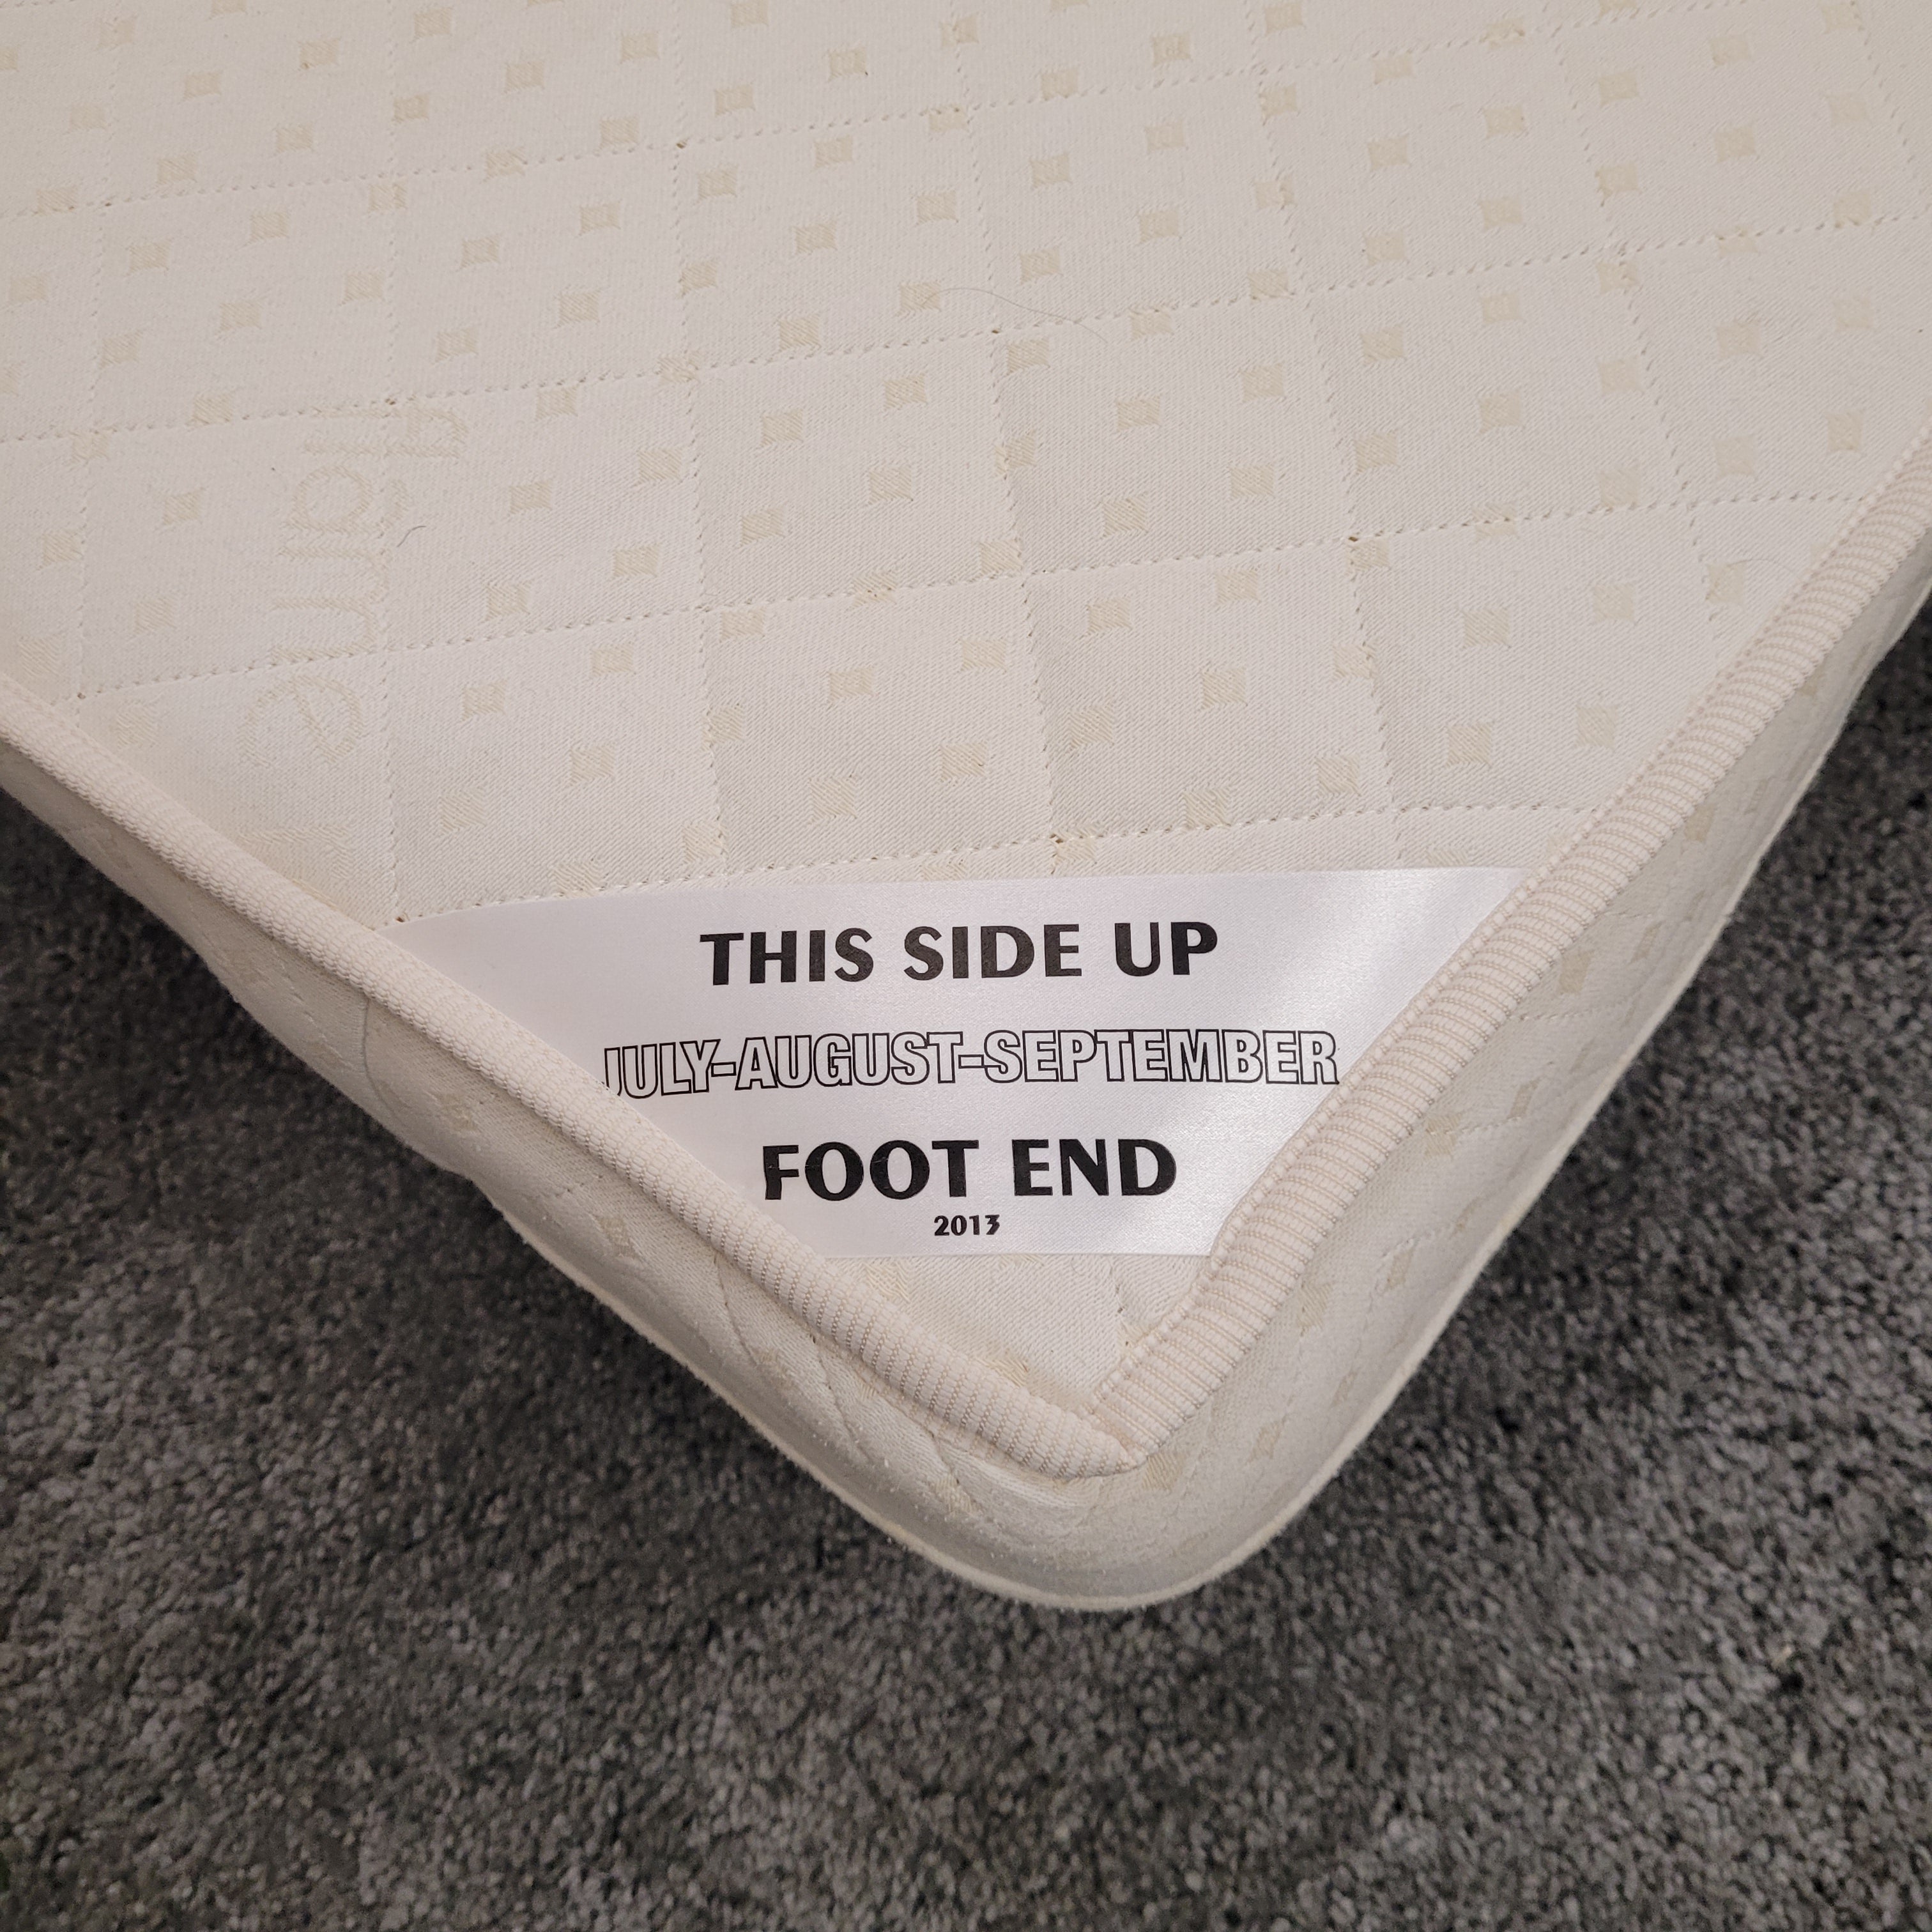 THIS SIDE UP
JULY-AUGUST-SEPTEMBER
FOOT END
2013